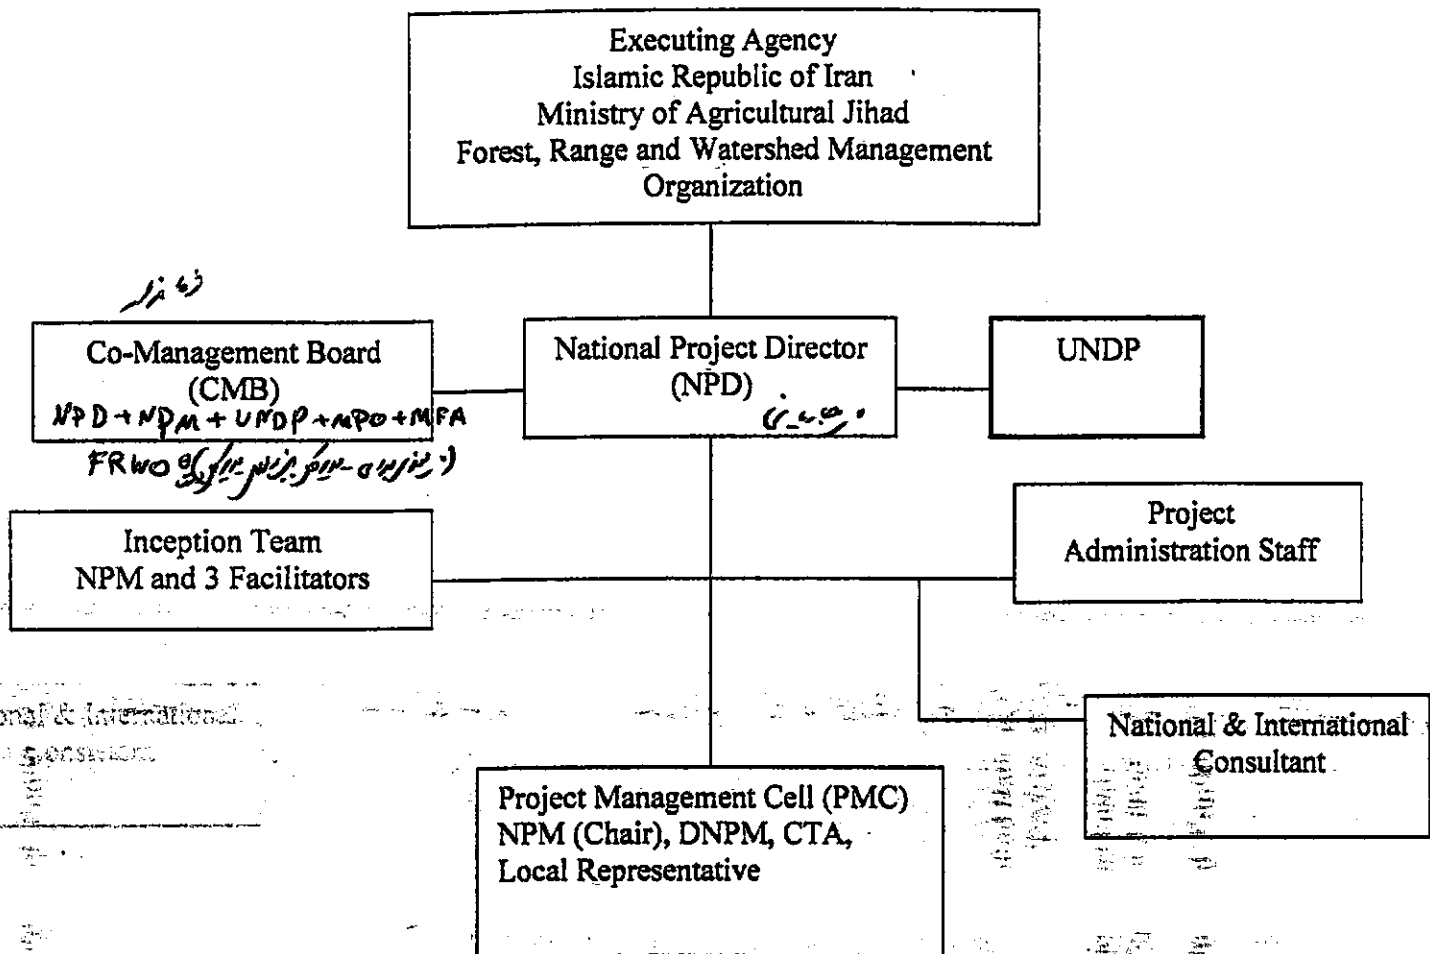 Executing Agency
Islamic Republic of Iran
Ministry of Agricultural Jihad
Forest, Range and Watershed Management
Organization
Co-Management Board
(CMB)
NPD + NPM + UNDP + MPO + MFA
FRWO
National Project Director
(NPD)
UNDP
Inception Team
NPM and 3 Facilitators
Project
Administration Staff
National & International
Consultant
Project Management Cell (PMC)
NPM (Chair), DNPM, CTA,
Local Representative